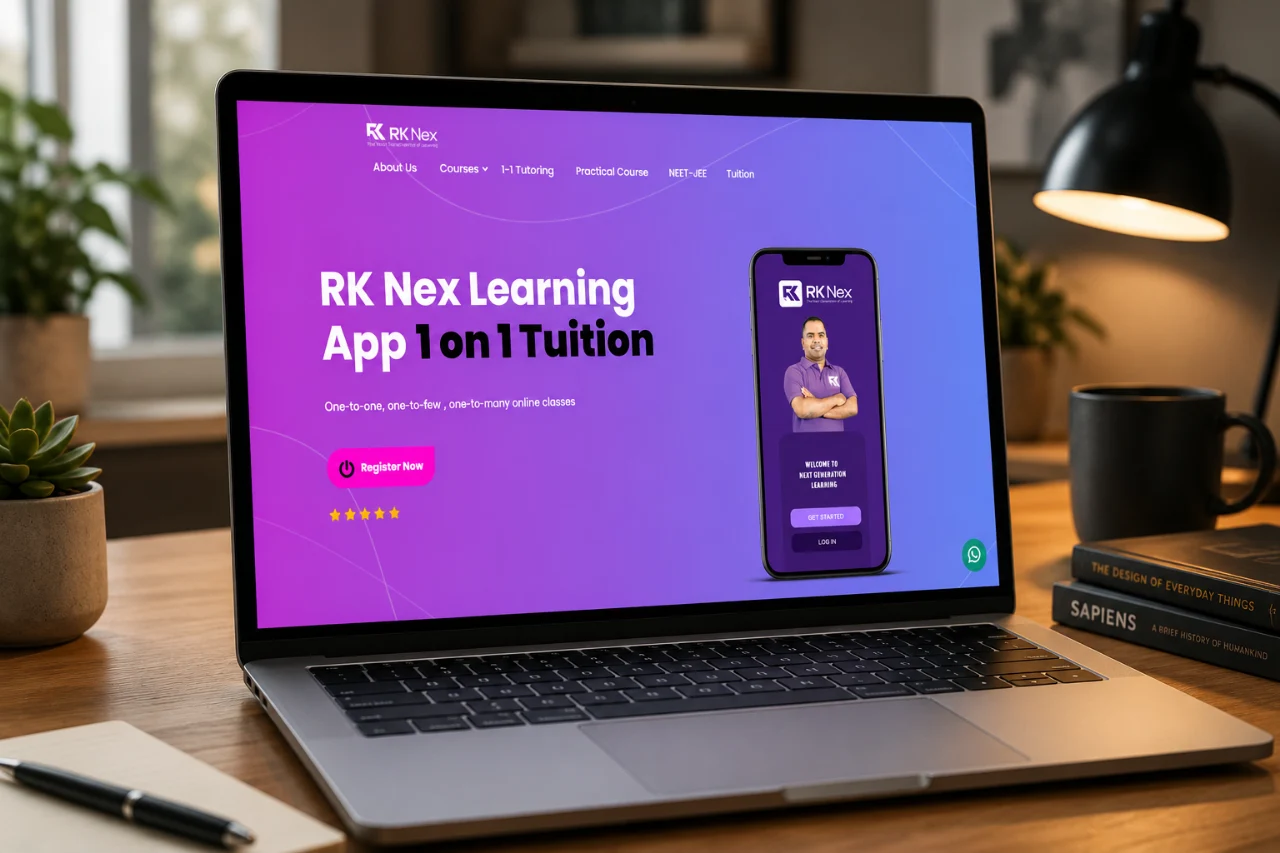 RK Nex
About Us Courses 1-1 Tutoring Practical Course NEET-JEE Tuition
RK Nex Learning
App 1 on 1 Tuition
One-to-one, one-to-few , one-to-many online classes
Register Now
RK Nex
WELCOME TO
NEXT GENERATION
LEARNING
GET STARTED
LOG IN
THE DESIGN OF EVERYDAY THINGS
SAPIENS A BRIEF HISTORY OF HUMANKIND